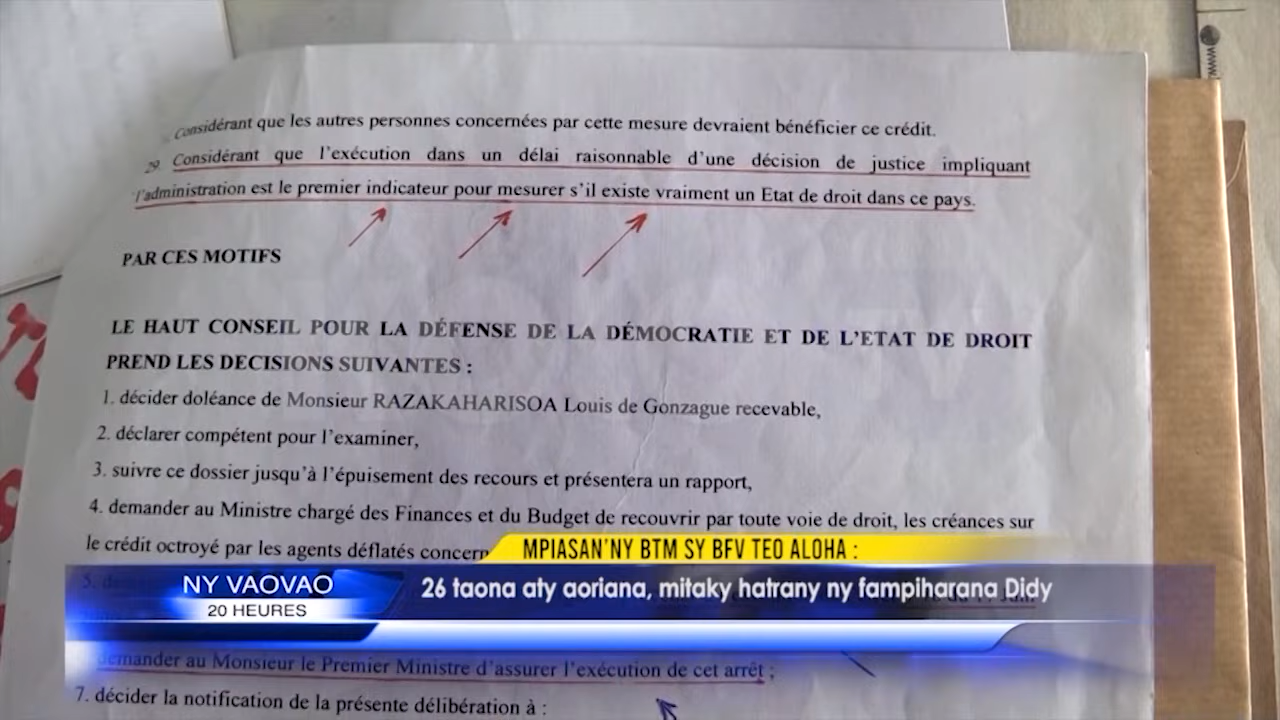 Considérant que les autres personnes concernées par cette mesure devraient bénéficier ce crédit.
29. Considérant que l'exécution dans un délai raisonnable d'une décision de justice impliquant
l'administration est le premier indicateur pour mesurer s'il existe vraiment un Etat de droit dans ce pays.
PAR CES MOTIFS
LE HAUT CONSEIL POUR LA DÉFENSE DE LA DÉMOCRATIE ET DE L'ETAT DE DROIT
PREND LES DECISIONS SUIVANTES :
1. décider doléance de Monsieur RAZAKAHARISOA Louis de Gonzague recevable,
2. déclarer compétent pour l'examiner,
3. suivre ce dossier jusqu'à l'épuisement des recours et présentera un rapport,
4. demander au Ministre chargé des Finances et du Budget de recouvrir par toute voie de droit, les créances sur
le crédit octroyé par les agents déflatés
MPIASAN'NY BTM SY BFV TEO ALOHA :
NY VAOVAO
20 HEURES
26 taona aty aoriana, mitaky hatrany ny fampiharana Didy
demander au Monsieur le Premier Ministre d'assurer l'exécution de cet arrêt ;
7. décider la notification de la présente délibération à :
www